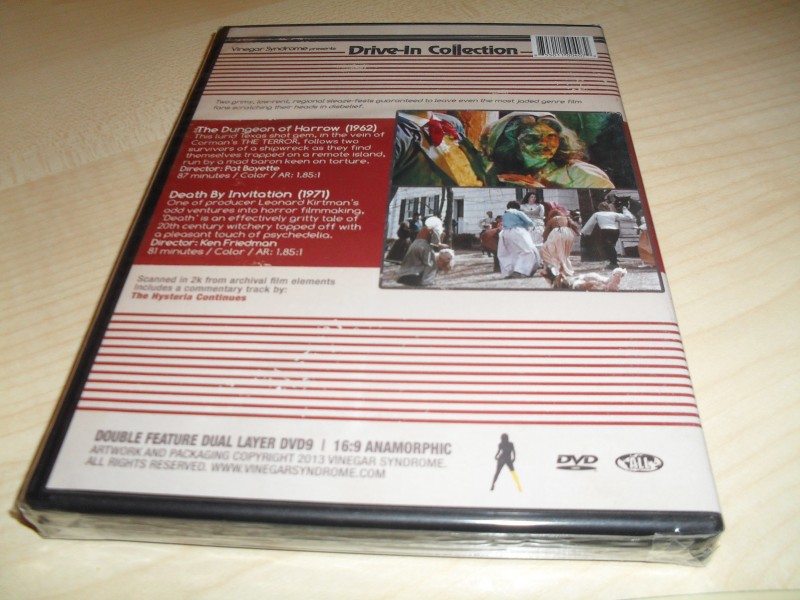 Vinegar Syndrome presents Drive-In Collection
Two grimy, low-rent, regional sleaze-fests guaranteed to leave even the most jaded genre film
fans scratching their heads in disbelief.
The Dungeon of Harrow (1962)
This lurid Texas shot gem, in the vein of
Corman's THE TERROR, follows two
survivors of a shipwreck as they find
themselves trapped on a remote island,
run by a mad baron keen on torture.
Director: Pat Boyette
87 minutes / Color / AR: 1.85:1
Death By Invitation (1971)
One of producer Leonard Kirtman's
odd ventures into horror filmmaking,
'Death' is an effectively gritty tale of
20th century witchery topped off with
a pleasant touch of psychedelia.
Director: Ken Friedman
81 minutes / Color / AR: 1.85:1
Scanned in 2k from archival film elements
Includes a commentary track by:
The Hysteria Continues
DOUBLE FEATURE DUAL LAYER DVD9 | 16:9 ANAMORPHIC
ARTWORK AND PACKAGING COPYRIGHT 2013 VINEGAR SYNDROME.
ALL RIGHTS RESERVED. WWW.VINEGARSYNDROME.COM
DVD